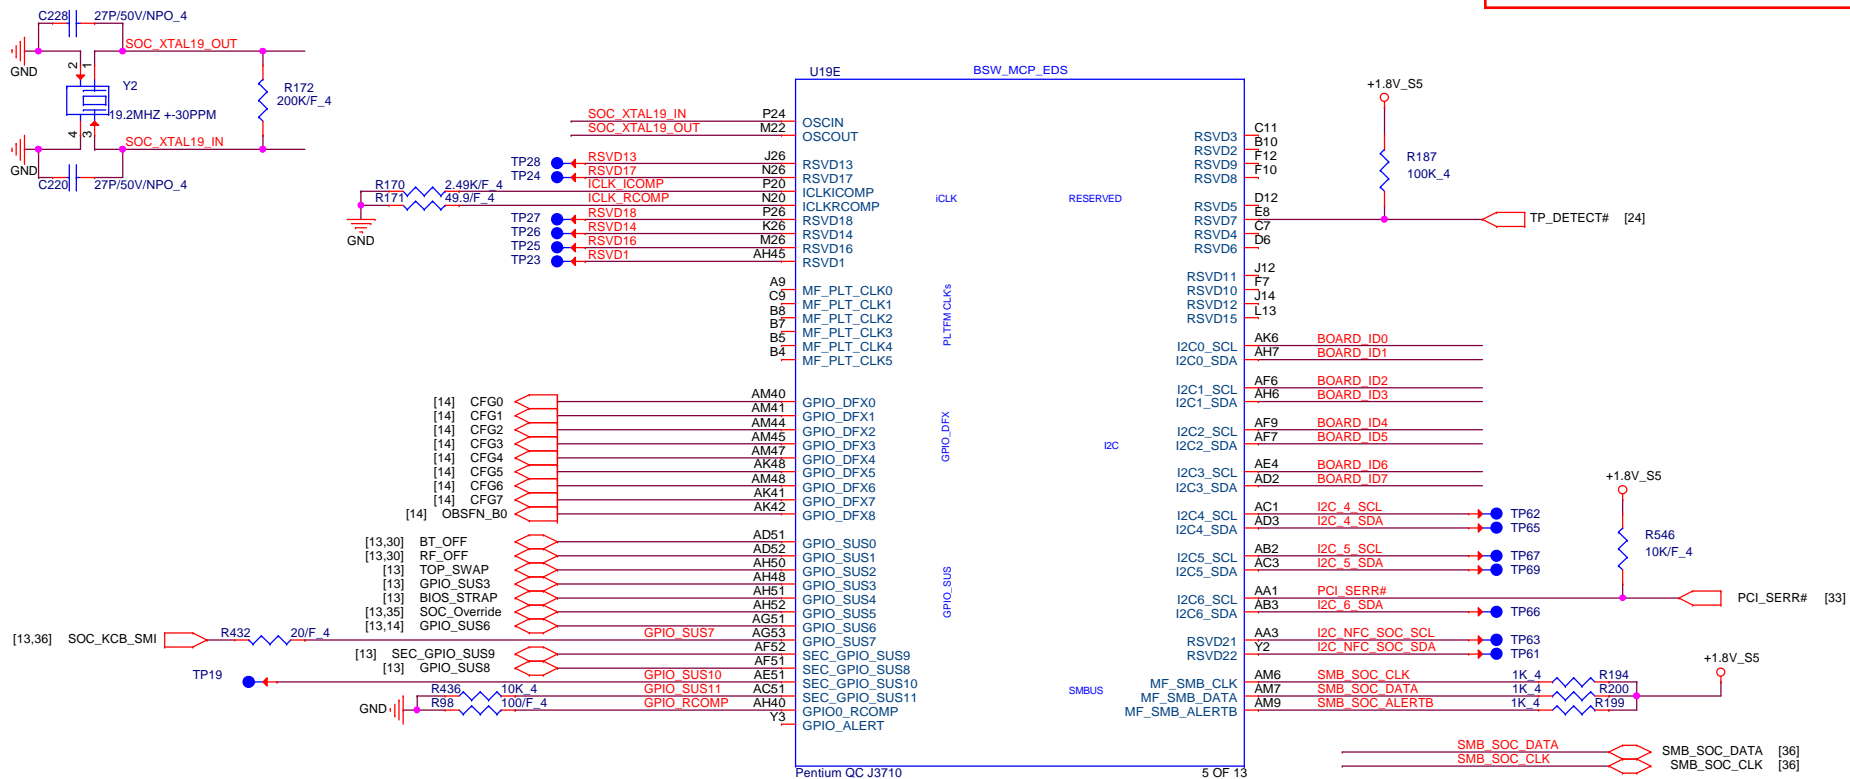 C228 27P/50V/NPO_4
SOC_XTAL19_OUT
GND
2 1
Y2
R172
200K/F_4
19.2MHZ +-30PPM
4 3
SOC_XTAL19_IN
GND
C220 27P/50V/NPO_4
U19E BSW_MCP_EDS
SOC_XTAL19_IN P24 OSCIN
SOC_XTAL19_OUT M22 OSCOUT
TP28 RSVD13 J26 RSVD13
TP24 RSVD17 N26 RSVD17
R170 2.49K/F_4 ICLK_ICOMP P20 ICLKICOMP
R171 49.9/F_4 ICLK_RCOMP N20 ICLKRCOMP
TP27 RSVD18 P26 RSVD18
TP26 RSVD14 K26 RSVD14
TP25 RSVD16 M26 RSVD16
TP23 RSVD1 AH45 RSVD1
GND
iCLK
RESERVED
A9 MF_PLT_CLK0
C9 MF_PLT_CLK1
B8 MF_PLT_CLK2
B7 MF_PLT_CLK3
B5 MF_PLT_CLK4
B4 MF_PLT_CLK5
PLTFM CLK's
[14] CFG0 AM40 GPIO_DFX0
[14] CFG1 AM41 GPIO_DFX1
[14] CFG2 AM44 GPIO_DFX2
[14] CFG3 AM45 GPIO_DFX3
[14] CFG4 AM47 GPIO_DFX4
[14] CFG5 AK48 GPIO_DFX5
[14] CFG6 AM48 GPIO_DFX6
[14] CFG7 AK41 GPIO_DFX7
[14] OBSFN_B0 AK42 GPIO_DFX8
GPIO_DFX
I2C
[13,30] BT_OFF AD51 GPIO_SUS0
[13,30] RF_OFF AD52 GPIO_SUS1
[13] TOP_SWAP AH50 GPIO_SUS2
[13] GPIO_SUS3 AH48 GPIO_SUS3
[13] BIOS_STRAP AH51 GPIO_SUS4
[13,35] SOC_Override AH52 GPIO_SUS5
[13,14] GPIO_SUS6 AG51 GPIO_SUS6
[13,36] SOC_KCB_SMI R432 20/F_4 GPIO_SUS7 AG53 GPIO_SUS7
[13] SEC_GPIO_SUS9 AF52 SEC_GPIO_SUS9
[13] GPIO_SUS8 AF51 SEC_GPIO_SUS8
TP19 GPIO_SUS10 AE51 SEC_GPIO_SUS10
R436 10K_4 GPIO_SUS11 AC51 SEC_GPIO_SUS11
GND R98 100/F_4 GPIO_RCOMP AH40 GPIO0_RCOMP
Y3 GPIO_ALERT
GPIO_SUS
SMBUS
Pentium QC J3710 5 OF 13
+1.8V_S5
R187
100K_4
RSVD3 C11
RSVD2 B10
RSVD9 F12
RSVD8 F10
RSVD5 D12
RSVD7 E8 TP_DETECT# [24]
RSVD4 C7
RSVD6 D6
RSVD11 J12
RSVD10 F7
RSVD12 J14
RSVD15 L13
I2C0_SCL AK6 BOARD_ID0
I2C0_SDA AH7 BOARD_ID1
I2C1_SCL AF6 BOARD_ID2
I2C1_SDA AH6 BOARD_ID3
I2C2_SCL AF9 BOARD_ID4
I2C2_SDA AF7 BOARD_ID5
I2C3_SCL AE4 BOARD_ID6
I2C3_SDA AD2 BOARD_ID7
+1.8V_S5
R546
10K/F_4
I2C4_SCL AC1 I2C_4_SCL TP62
I2C4_SDA AD3 I2C_4_SDA TP65
I2C5_SCL AB2 I2C_5_SCL TP67
I2C5_SDA AC3 I2C_5_SDA TP69
I2C6_SCL AA1 PCI_SERR# PCI_SERR# [33]
I2C6_SDA AB3 I2C_6_SDA TP66
RSVD21 AA3 I2C_NFC_SOC_SCL TP63
RSVD22 Y2 I2C_NFC_SOC_SDA TP61
+1.8V_S5
MF_SMB_CLK AM6 SMB_SOC_CLK 1K_4 R194
MF_SMB_DATA AM7 SMB_SOC_DATA 1K_4 R200
MF_SMB_ALERTB AM9 SMB_SOC_ALERTB 1K_4 R199
SMB_SOC_DATA SMB_SOC_DATA [36]
SMB_SOC_CLK SMB_SOC_CLK [36]